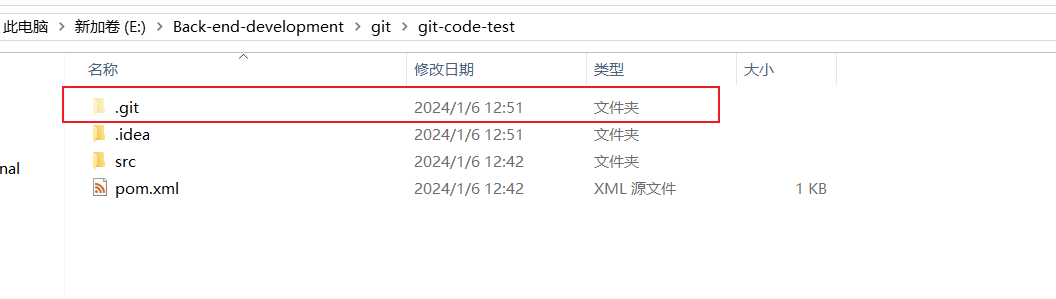 此电脑 > 新加卷 (E:) > Back-end-development > git > git-code-test
名称 修改日期 类型 大小
.git 2024/1/6 12:51 文件夹
.idea 2024/1/6 12:51 文件夹
src 2024/1/6 12:42 文件夹
nal
pom.xml 2024/1/6 12:42 XML 源文件 1 KB